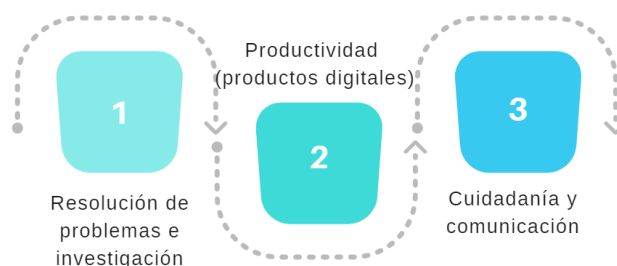 1
Resolución de
problemas e
investigación
Productividad
(productos digitales)
2
3
Cuidadanía y
comunicación